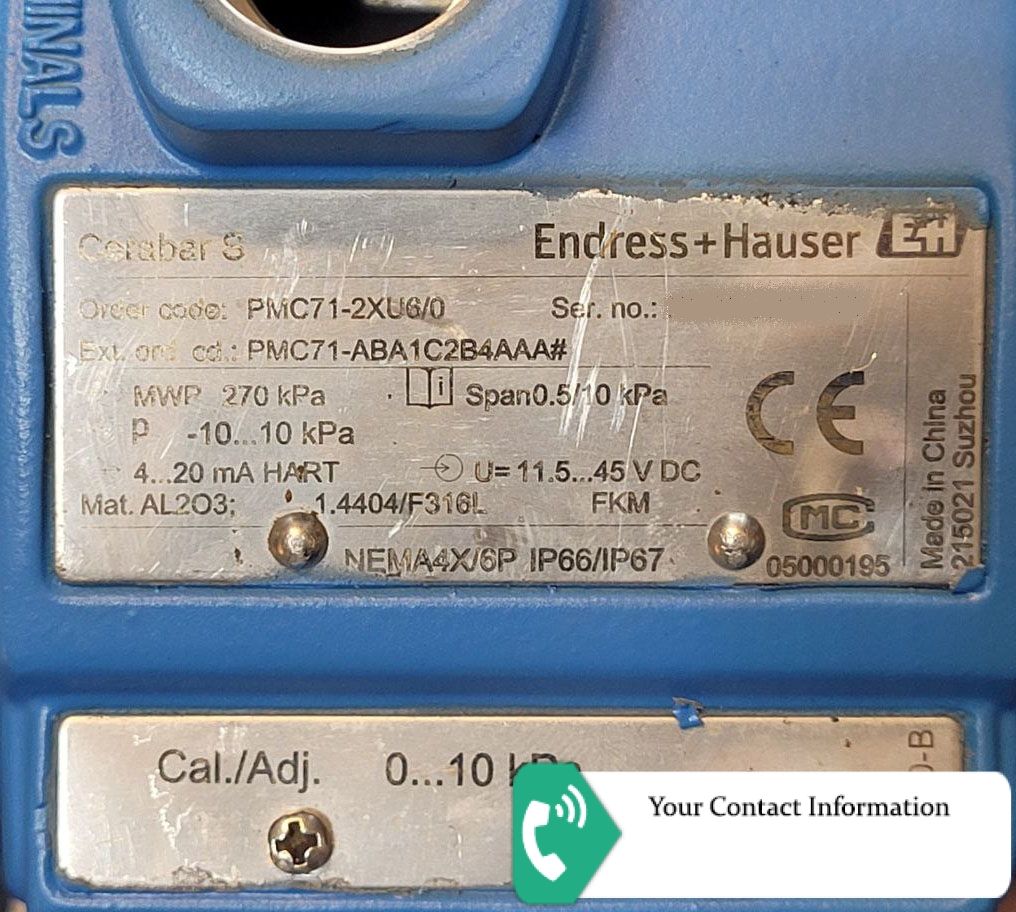 INALS
Cerabar S
Endress+Hauser EH
Order code: PMC71-2XU6/0 Ser. no.:
Ext. ord. cd.: PMC71-ABA1C2B4AAA#
MWP 270 kPa i Span0.5/10 kPa
P -10...10 kPa
4...20 mA HART U= 11.5...45 V DC
Mat. AL2O3; 1.4404/F316L FKM
NEMA4X/6P IP66/IP67
CE
MC
05000195
Made in China
215021 Suzhou
Cal./Adj. 0...10 kPa
-B
Your Contact Information